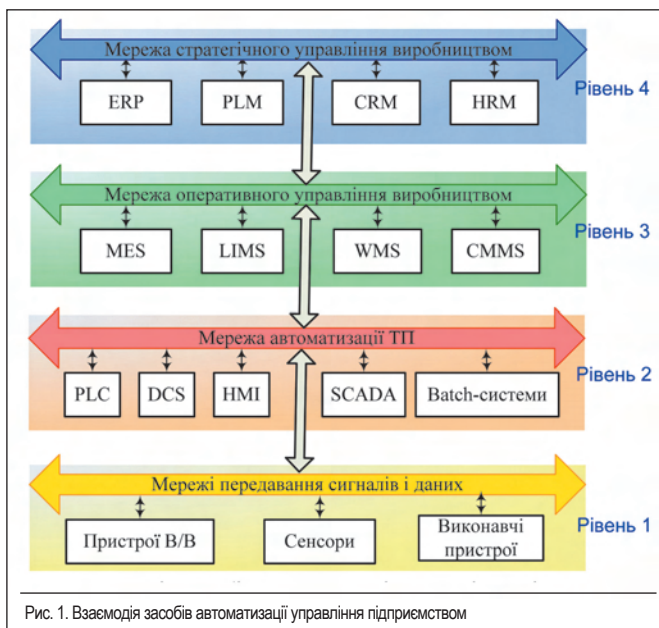 Мережа стратегічного управління виробництвом
ERP
PLM
CRM
HRM
Рівень 4
Мережа оперативного управління виробництвом
MES
LIMS
WMS
CMMS
Рівень 3
Мережа автоматизації ТП
PLC
DCS
HMI
SCADA
Batch-системи
Рівень 2
Мережі передавання сигналів і даних
Пристрої В/В
Сенсори
Виконавчі
пристрої
Рівень 1
Рис. 1. Взаємодія засобів автоматизації управління підприємством